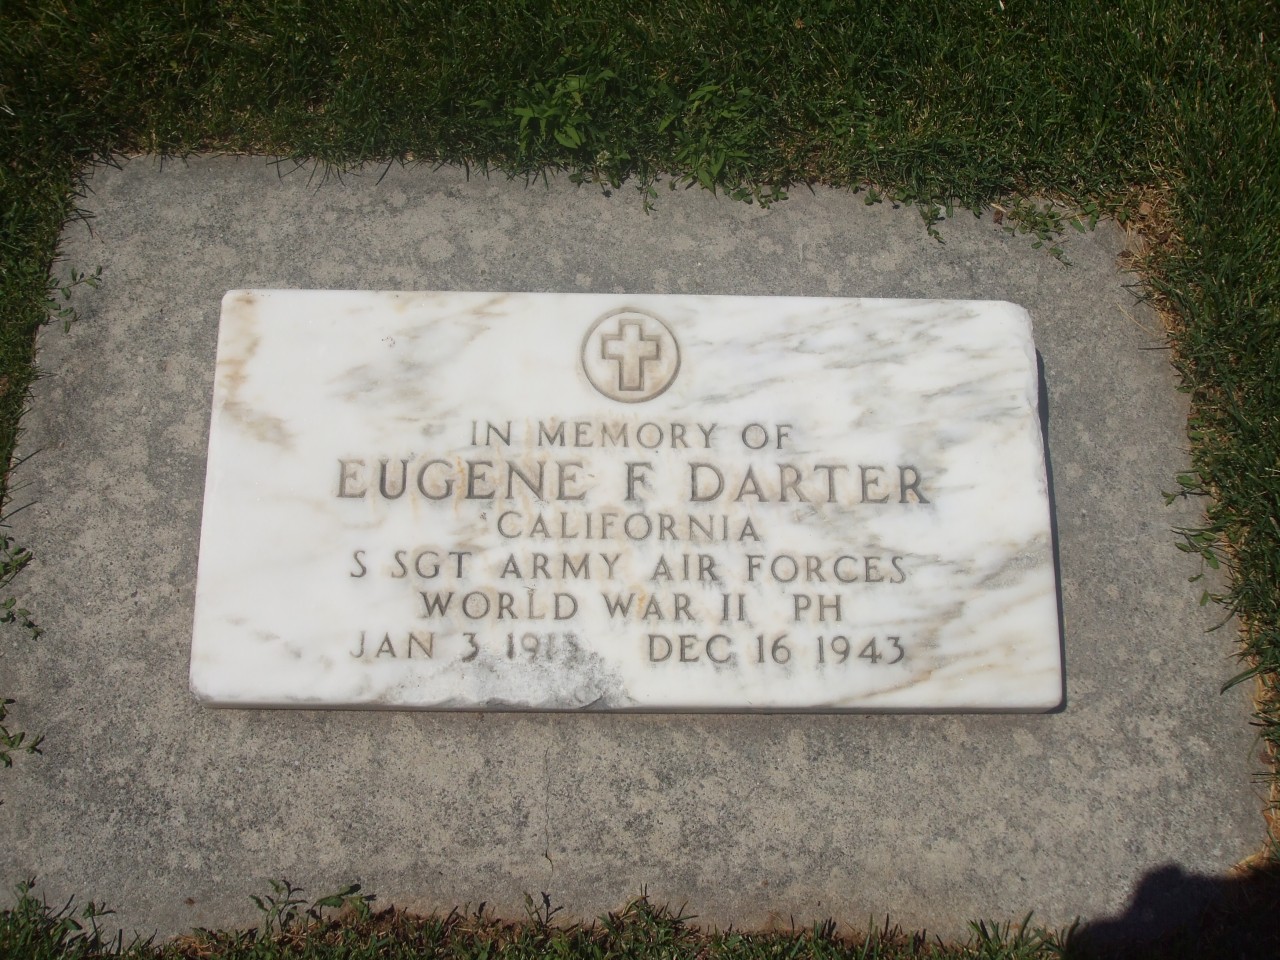 IN MEMORY OF
EUGENE F DARTER
CALIFORNIA
S SGT ARMY AIR FORCES
WORLD WAR II PH
JAN 3 DEC 16 1943